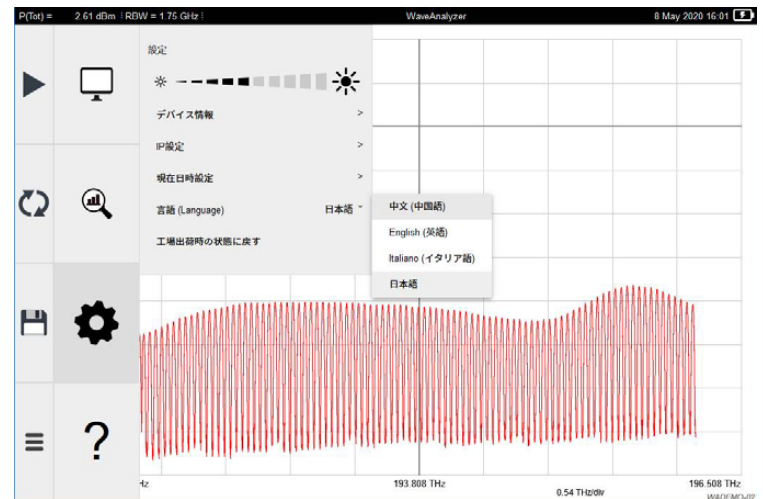 P(Tot) = 2.61 dBm RBW = 1.75 GHz WaveAnalyzer 8 May 2020 16:01
設定
デバイス情報 >
IP設定 >
現在日時設定 >
言語 (Language) 日本語
工場出荷時の状態に戻す
中文 (中国語)
English (英語)
Italiano (イタリア語)
日本語
?
Hz 193.808 THz 0.54 THz/div 196.508 THz
WADEMO-02